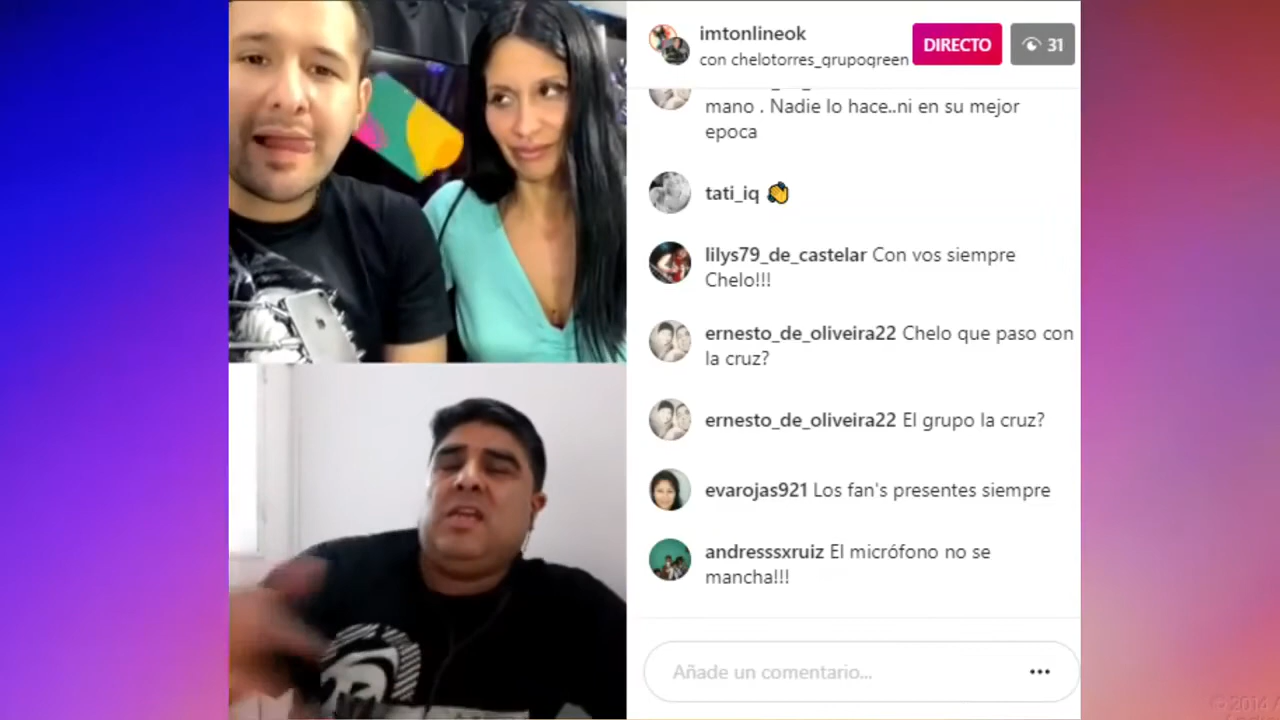 imtonlineok
con chelotorres_grupogreen
DIRECTO
31
mano . Nadie lo hace..ni en su mejor
epoca
tati_iq
lilys79_de_castelar Con vos siempre
Chelo!!!
ernesto_de_oliveira22 Chelo que paso con
la cruz?
ernesto_de_oliveira22 El grupo la cruz?
evarojas921 Los fan's presentes siempre
andresssxruiz El micrófono no se
mancha!!!
Añade un comentario...
© 2014